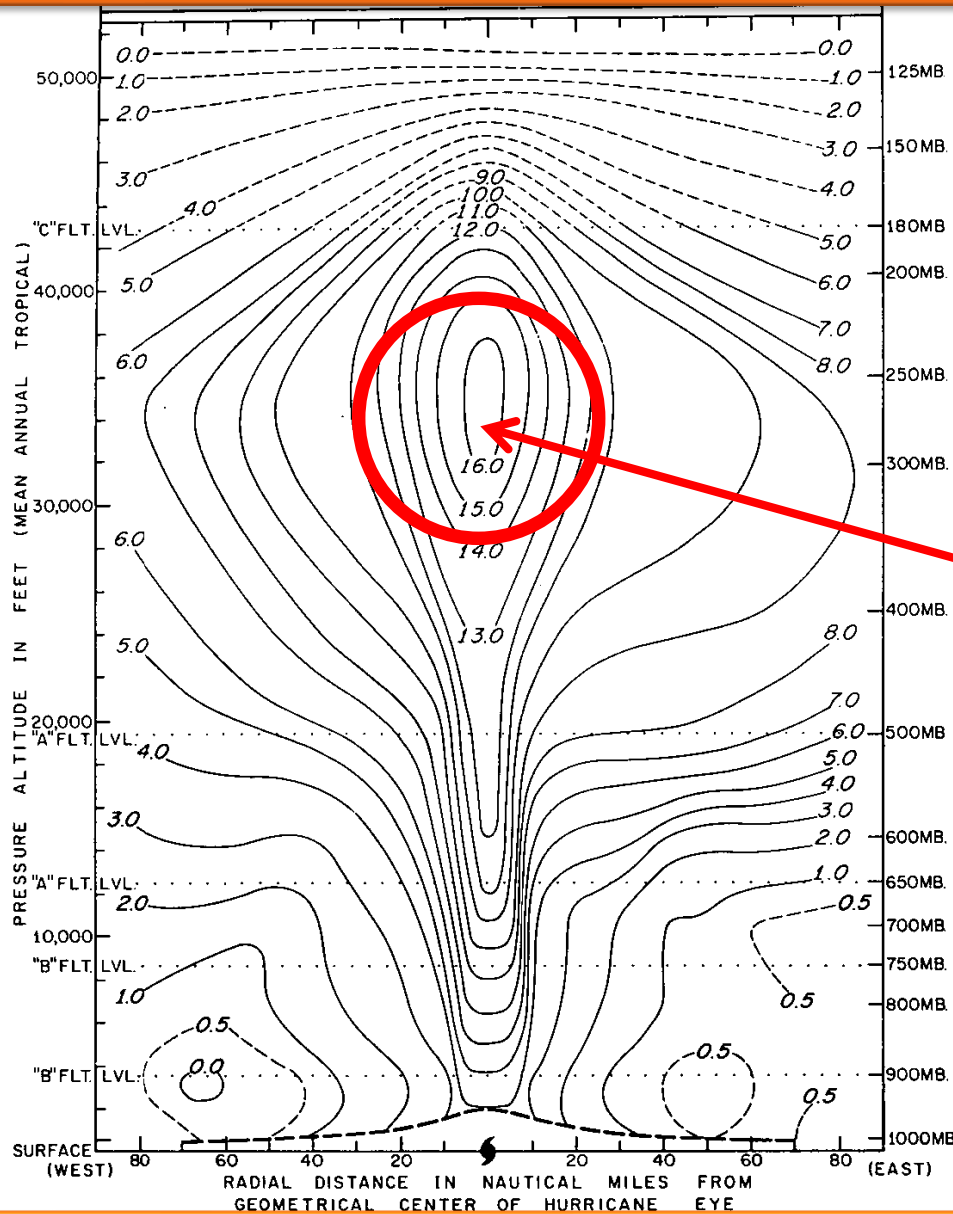 0.0 0.0
50,000 1.0 1.0 125MB.
2.0 2.0
3.0 3.0 150MB.
9.0
10.0 4.0
4.0 11.0
"C"FLT. LVL. 12.0 5.0 180MB
5.0 6.0 200MB.
40,000
7.0
6.0 8.0
250MB.
16.0 300MB.
15.0
30,000
6.0 14.0
400MB.
5.0 13.0 8.0
7.0
20,000 6.0 500MB
"A"FLT. LVL.
4.0 5.0
4.0
3.0 3.0
2.0 600MB.
"A"FLT. LVL. 1.0 650MB.
2.0 0.5 700MB.
10,000
"B"FLT. LVL. 750MB.
1.0 0.5 800MB.
0.5
0.0 0.5
"B"FLT. LVL. 900MB.
0.5
1000MB
SURFACE
(WEST) 80 60 40 20 20 40 60 80 (EAST)
RADIAL DISTANCE IN NAUTICAL MILES FROM
GEOMETRICAL CENTER OF HURRICANE EYE
PRESSURE ALTITUDE IN FEET (MEAN ANNUAL TROPICAL)